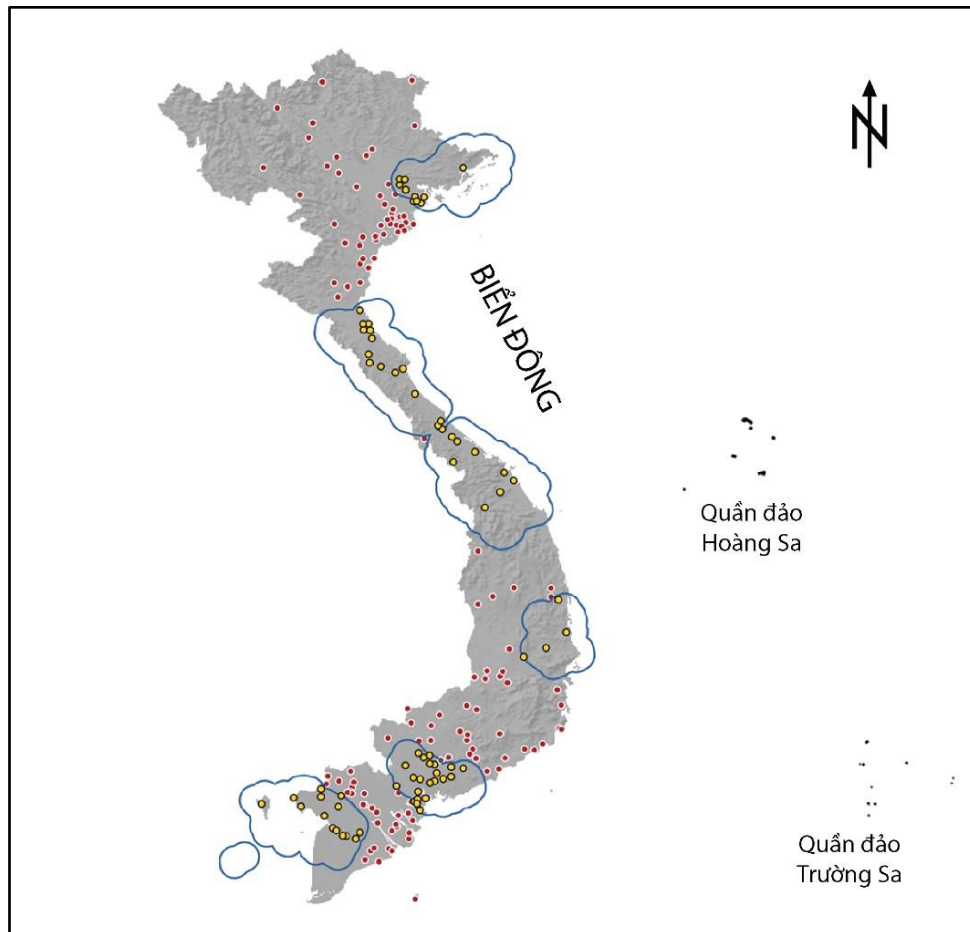 N
BIỂN ĐÔNG
Quần đảo
Hoàng Sa
Quần đảo
Trường Sa